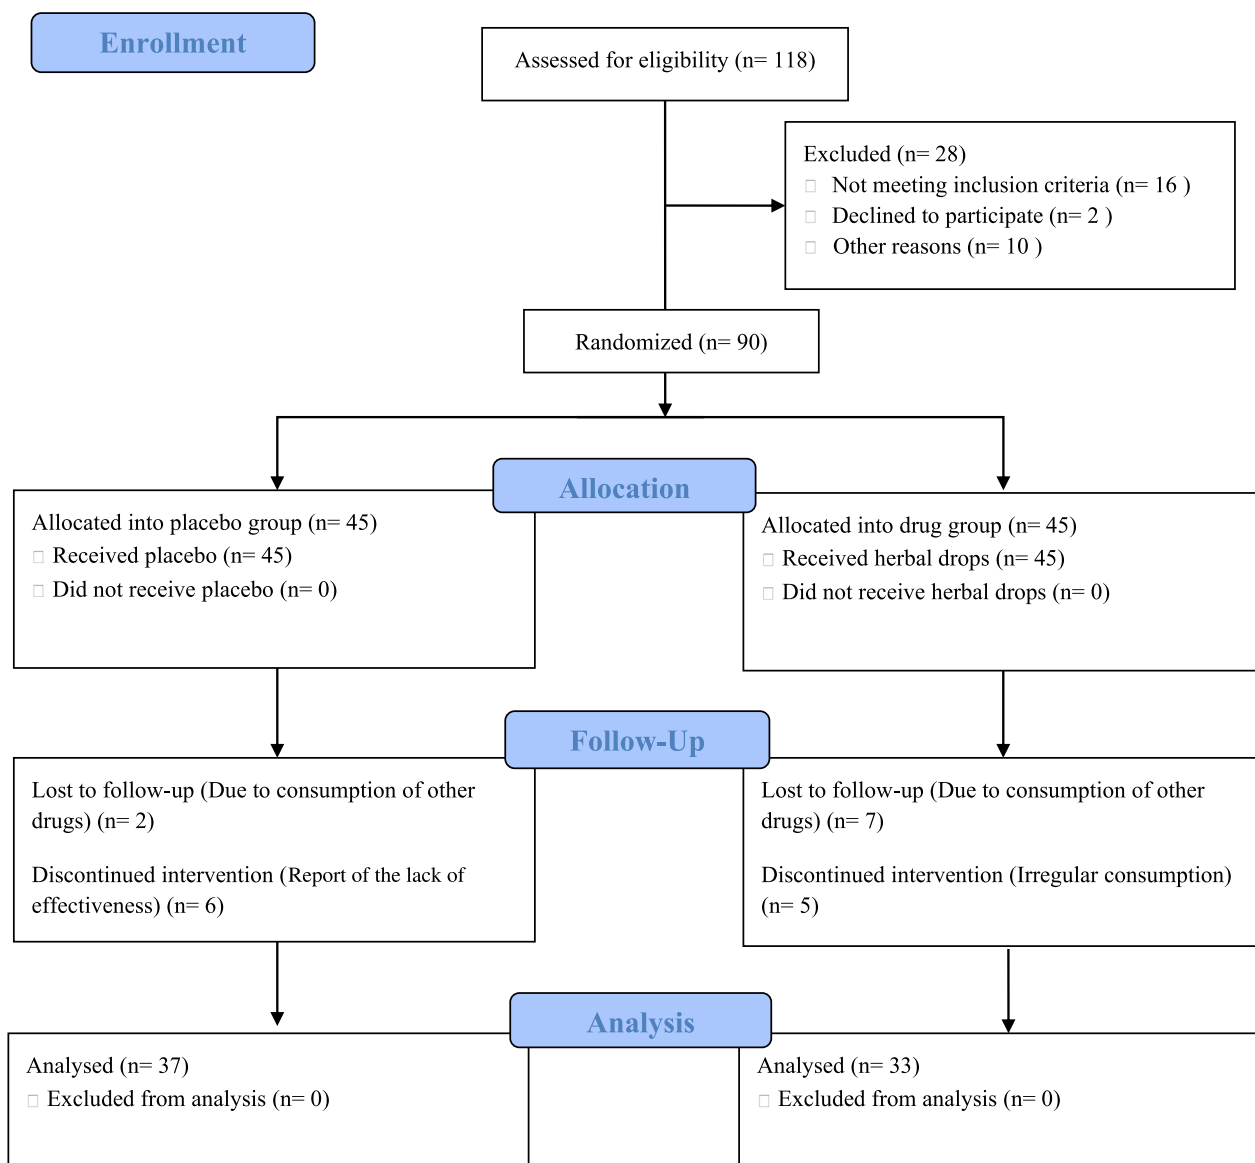 Enrollment
Assessed for eligibility (n= 118)
Excluded (n= 28)
Not meeting inclusion criteria (n= 16 )
Declined to participate (n= 2 )
Other reasons (n= 10 )
Randomized (n= 90)
Allocation
Allocated into placebo group (n= 45)
Received placebo (n= 45)
Did not receive placebo (n= 0)
Allocated into drug group (n= 45)
Received herbal drops (n= 45)
Did not receive herbal drops (n= 0)
Follow-Up
Lost to follow-up (Due to consumption of other
drugs) (n= 2)
Discontinued intervention (Report of the lack of
effectiveness) (n= 6)
Lost to follow-up (Due to consumption of other
drugs) (n= 7)
Discontinued intervention (Irregular consumption)
(n= 5)
Analysis
Analysed (n= 37)
Excluded from analysis (n= 0)
Analysed (n= 33)
Excluded from analysis (n= 0)